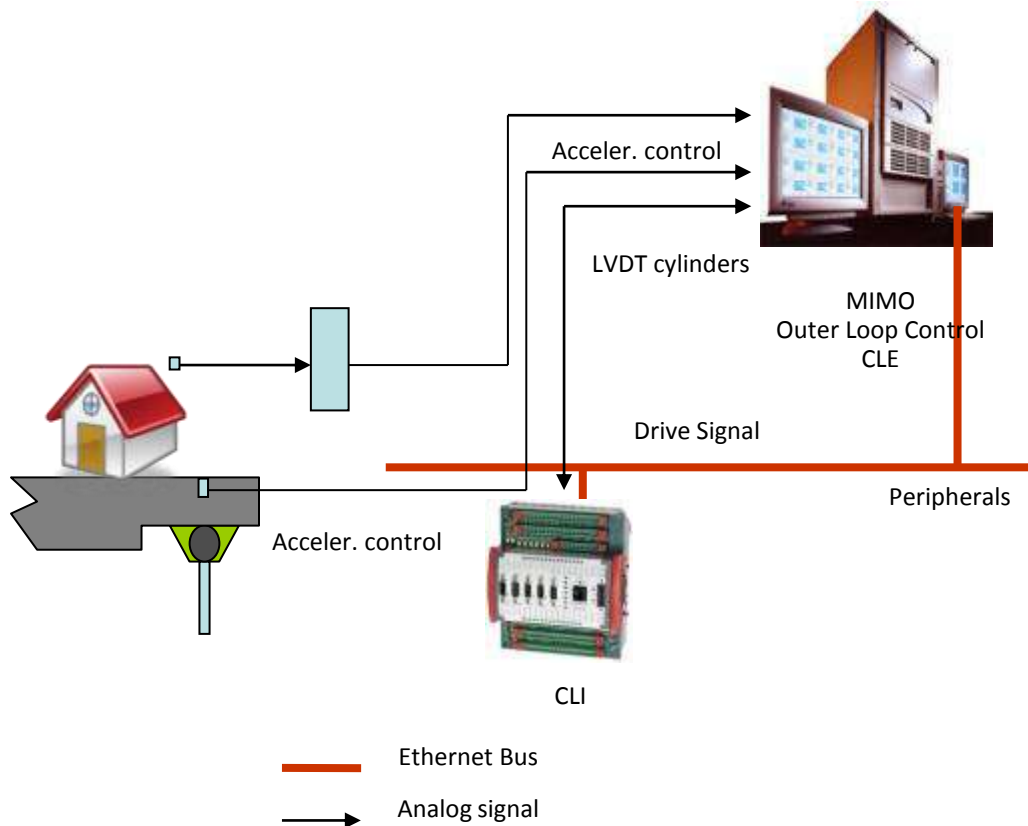 Acceler. control
LVDT cylinders
MIMO
Outer Loop Control
CLE
Drive Signal
Peripherals
Acceler. control
CLI
Ethernet Bus
Analog signal